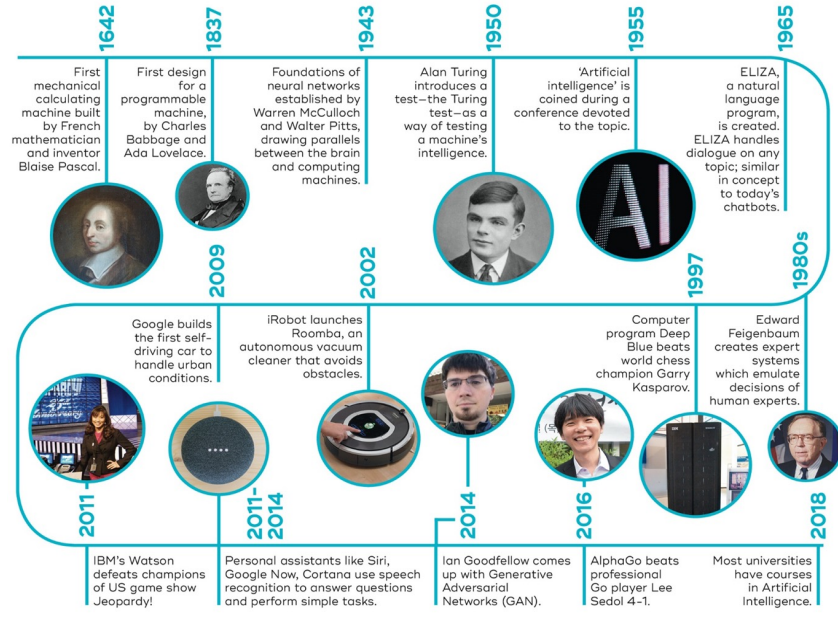 1642
First
mechanical
calculating
machine built
by French
mathematician
and inventor
Blaise Pascal.
1837
First design
for a
programmable
machine,
by Charles
Babbage and
Ada Lovelace.
1943
Foundations of
neural networks
established by
Warren McCulloch
and Walter Pitts,
drawing parallels
between the brain
and computing
machines.
1950
Alan Turing
introduces a
test—the Turing
test—as a
way of testing
a machine's
intelligence.
1955
'Artificial
intelligence' is
coined during a
conference devoted
to the topic.
AI
1965
ELIZA,
a natural
language
program,
is created.
ELIZA handles
dialogue on any
topic; similar
in concept
to today's
chatbots.
1980s
Edward
Feigenbaum
creates expert
systems
which emulate
decisions of
human experts.
1997
Computer
program Deep
Blue beats
world chess
champion Garry
Kasparov.
2002
iRobot launches
Roomba, an
autonomous vacuum
cleaner that avoids
obstacles.
2009
Google builds
the first self-
driving car to
handle urban
conditions.
2011
IBM's Watson
defeats champions
of US game show
Jeopardy!
2011-
2014
Personal assistants like Siri,
Google Now, Cortana use speech
recognition to answer questions
and perform simple tasks.
2014
Ian Goodfellow comes
up with Generative
Adversarial
Networks (GAN).
2016
AlphaGo beats
professional
Go player Lee
Sedol 4-1.
2018
Most universities
have courses
in Artificial
Intelligence.